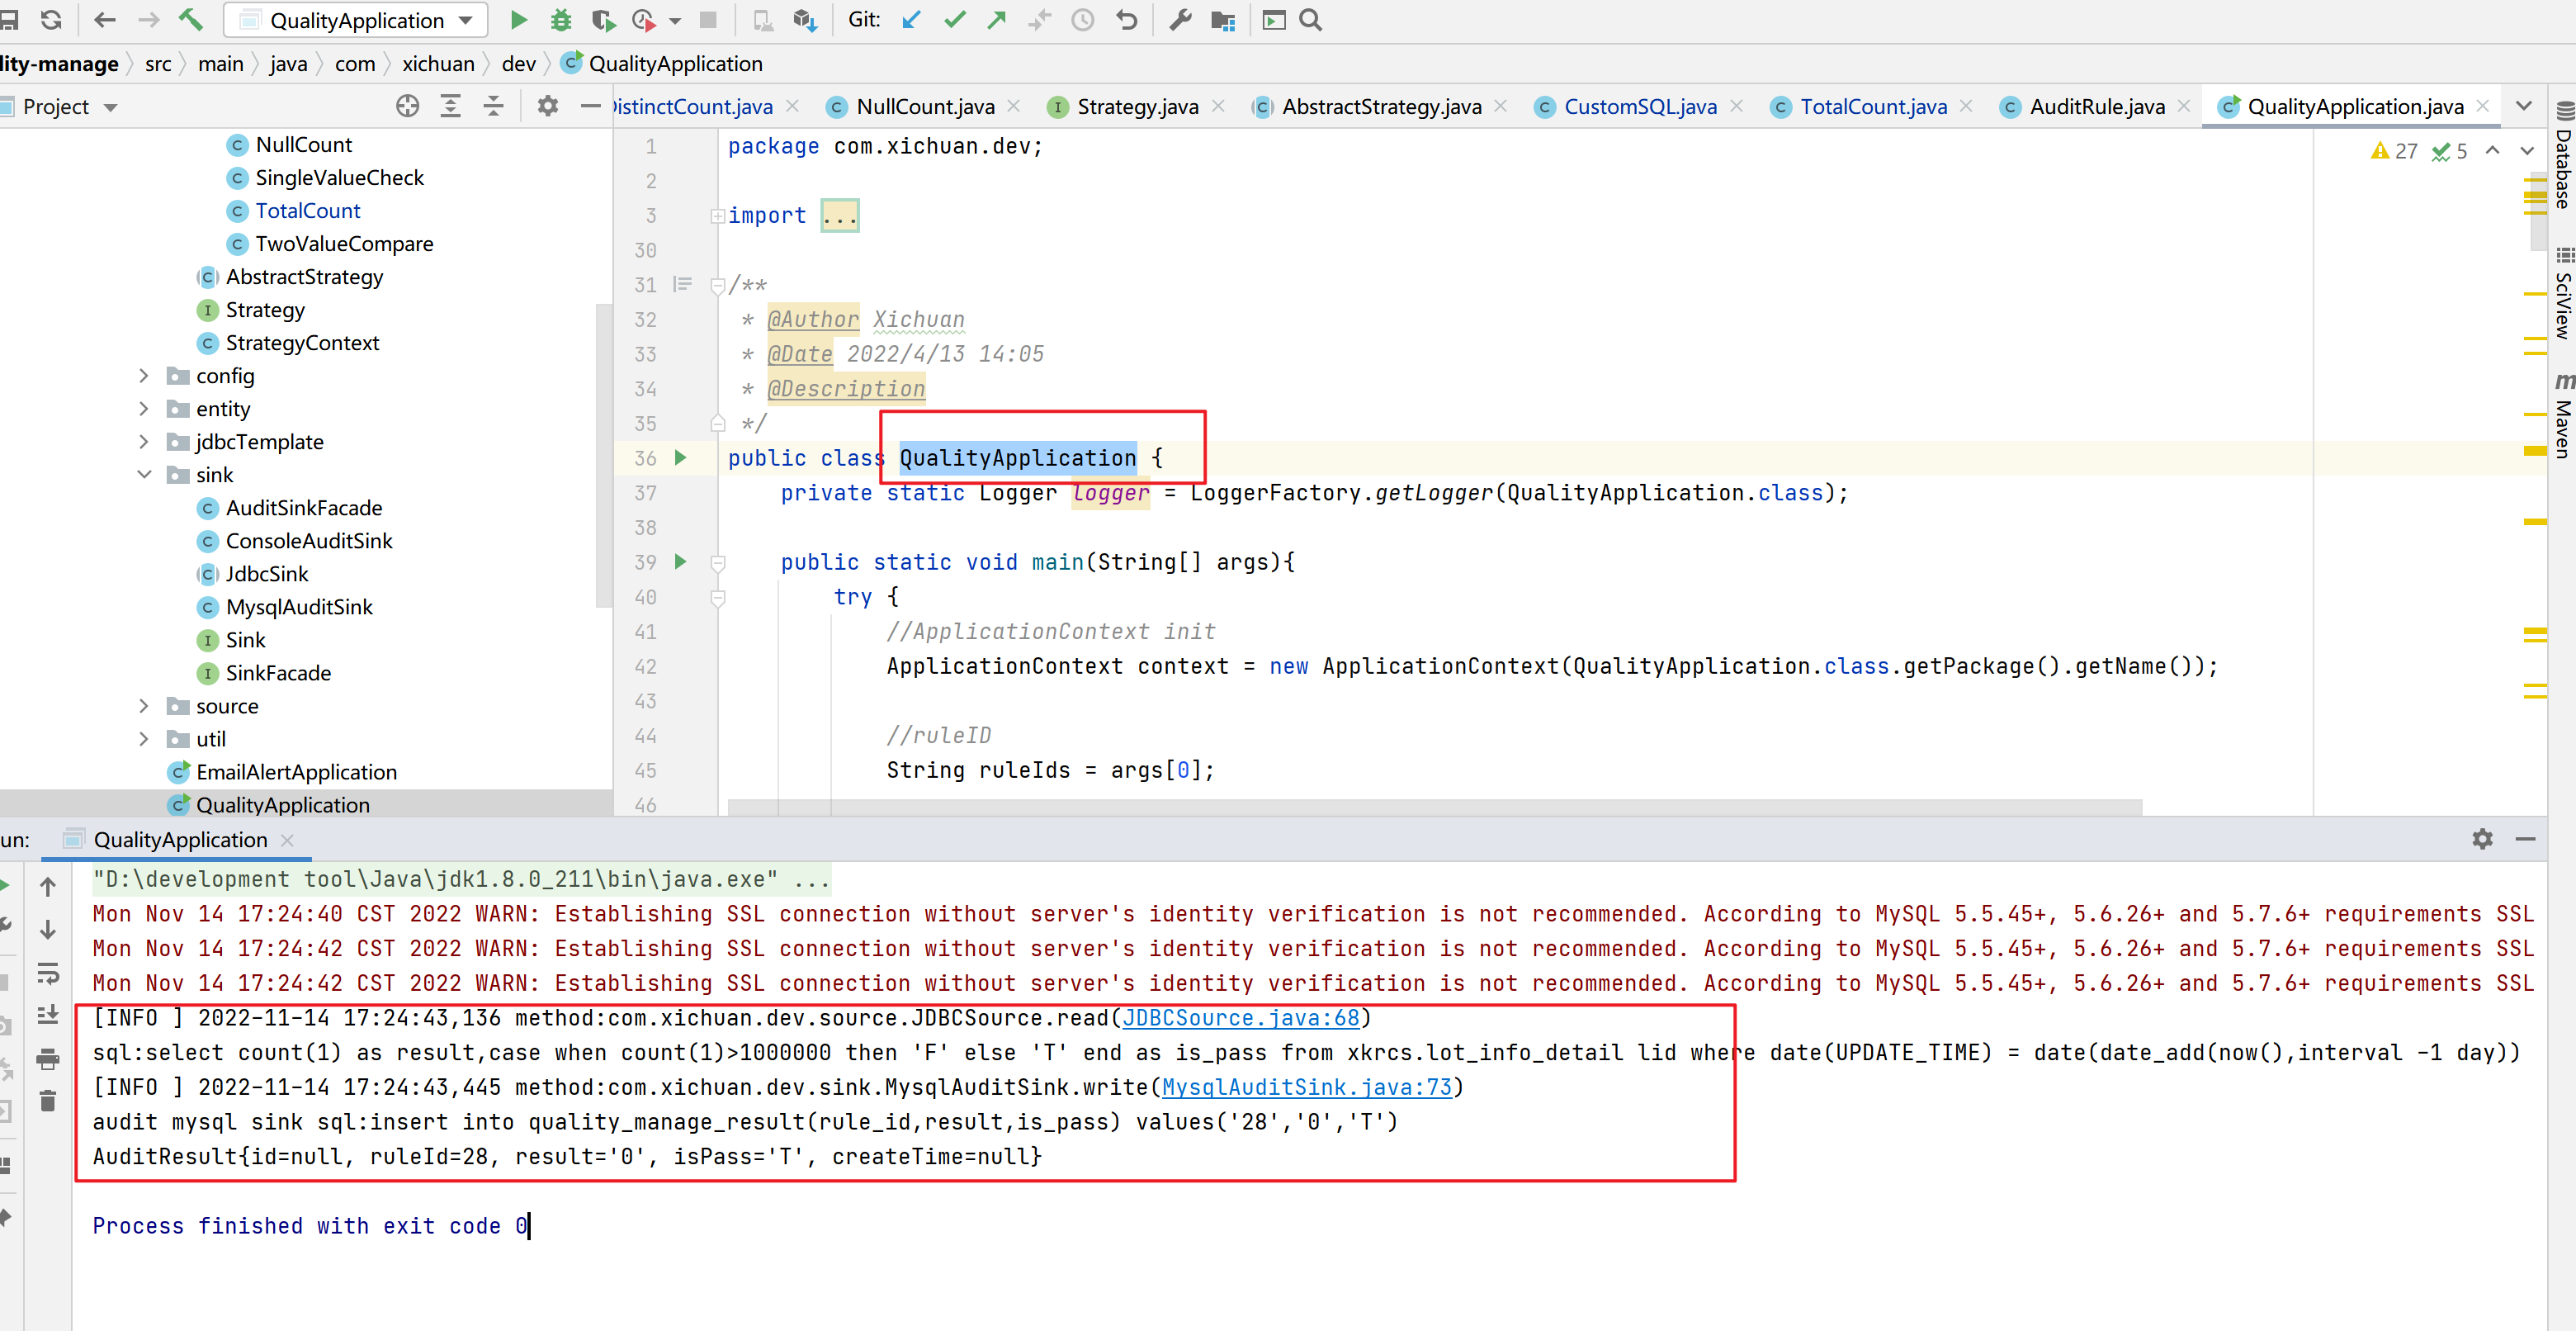 QualityApplication
Git:
lity-manage src main java com xichuan dev QualityApplication
Project
istinctCount.java NullCount.java Strategy.java AbstractStrategy.java CustomSQL.java TotalCount.java AuditRule.java QualityApplication.java
NullCount
SingleValueCheck
TotalCount
TwoValueCompare
AbstractStrategy
Strategy
StrategyContext
config
entity
jdbcTemplate
sink
AuditSinkFacade
ConsoleAuditSink
JdbcSink
MysqlAuditSink
Sink
SinkFacade
source
util
EmailAlertApplication
QualityApplication
27 5
1 package com.xichuan.dev;
2
3 import ...
30
31 /**
32 * @Author Xichuan
33 * @Date 2022/4/13 14:05
34 * @Description
35 */
36 public class QualityApplication {
37 private static Logger logger = LoggerFactory.getLogger(QualityApplication.class);
38
39 public static void main(String[] args){
40 try {
41 //ApplicationContext init
42 ApplicationContext context = new ApplicationContext(QualityApplication.class.getPackage().getName());
43
44 //ruleID
45 String ruleIds = args[0];
46
Database
SciView
Maven
un: QualityApplication
"D:\development tool\Java\jdk1.8.0_211\bin\java.exe" ...
Mon Nov 14 17:24:40 CST 2022 WARN: Establishing SSL connection without server's identity verification is not recommended. According to MySQL 5.5.45+, 5.6.26+ and 5.7.6+ requirements SSL
Mon Nov 14 17:24:42 CST 2022 WARN: Establishing SSL connection without server's identity verification is not recommended. According to MySQL 5.5.45+, 5.6.26+ and 5.7.6+ requirements SSL
Mon Nov 14 17:24:42 CST 2022 WARN: Establishing SSL connection without server's identity verification is not recommended. According to MySQL 5.5.45+, 5.6.26+ and 5.7.6+ requirements SSL
[INFO ] 2022-11-14 17:24:43,136 method:com.xichuan.dev.source.JDBCSource.read(JDBCSource.java:68)
sql:select count(1) as result,case when count(1)>1000000 then 'F' else 'T' end as is_pass from xkrcs.lot_info_detail lid where date(UPDATE_TIME) = date(date_add(now(),interval -1 day))
[INFO ] 2022-11-14 17:24:43,445 method:com.xichuan.dev.sink.MysqlAuditSink.write(MysqlAuditSink.java:73)
audit mysql sink sql:insert into quality_manage_result(rule_id,result,is_pass) values('28','0','T')
AuditResult{id=null, ruleId=28, result='0', isPass='T', createTime=null}
Process finished with exit code 0